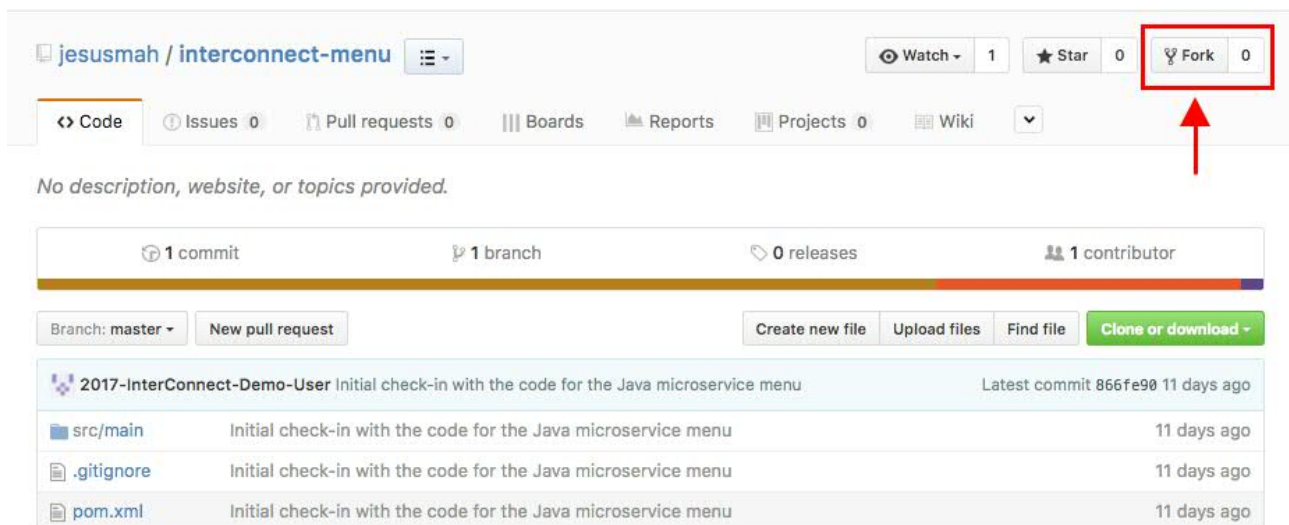 jesusmah / interconnect-menu Watch 1 Star 0 Fork 0
Code Issues 0 Pull requests 0 Boards Reports Projects 0 Wiki
No description, website, or topics provided.
1 commit 1 branch 0 releases 1 contributor
Branch: master New pull request Create new file Upload files Find file Clone or download
2017-InterConnect-Demo-User Initial check-in with the code for the Java microservice menu Latest commit 866fe90 11 days ago
src/main Initial check-in with the code for the Java microservice menu 11 days ago
.gitignore Initial check-in with the code for the Java microservice menu 11 days ago
pom.xml Initial check-in with the code for the Java microservice menu 11 days ago